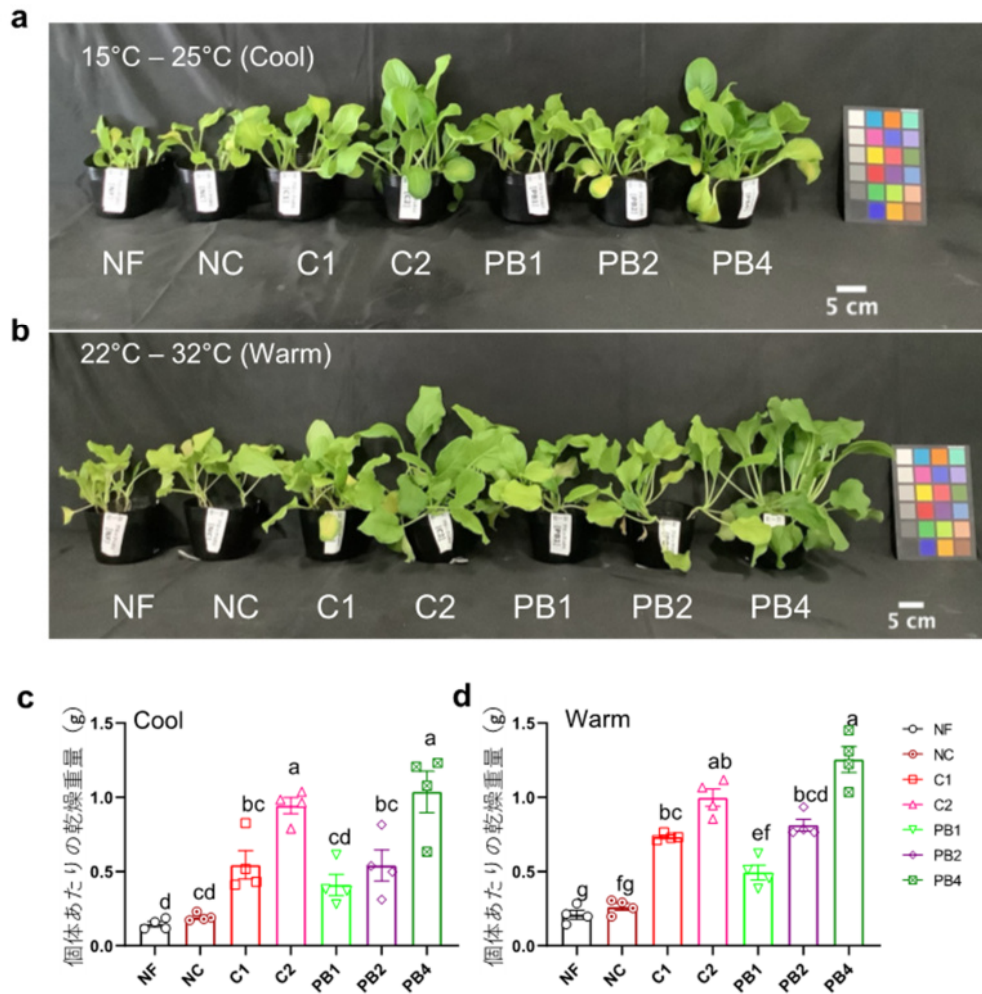 a
15°C – 25°C (Cool)
NF NC C1 C2 PB1 PB2 PB4
5 cm
b
22°C – 32°C (Warm)
NF NC C1 C2 PB1 PB2 PB4
5 cm
c
Cool
個体あたりの乾燥重量 (g)
1.5
1.0
0.5
0.0
d cd bc a cd bc a
NF NC C1 C2 PB1 PB2 PB4
d
Warm
個体あたりの乾燥重量 (g)
1.5
1.0
0.5
0.0
g fg bc ab ef bcd a
NF NC C1 C2 PB1 PB2 PB4
NF
NC
C1
C2
PB1
PB2
PB4